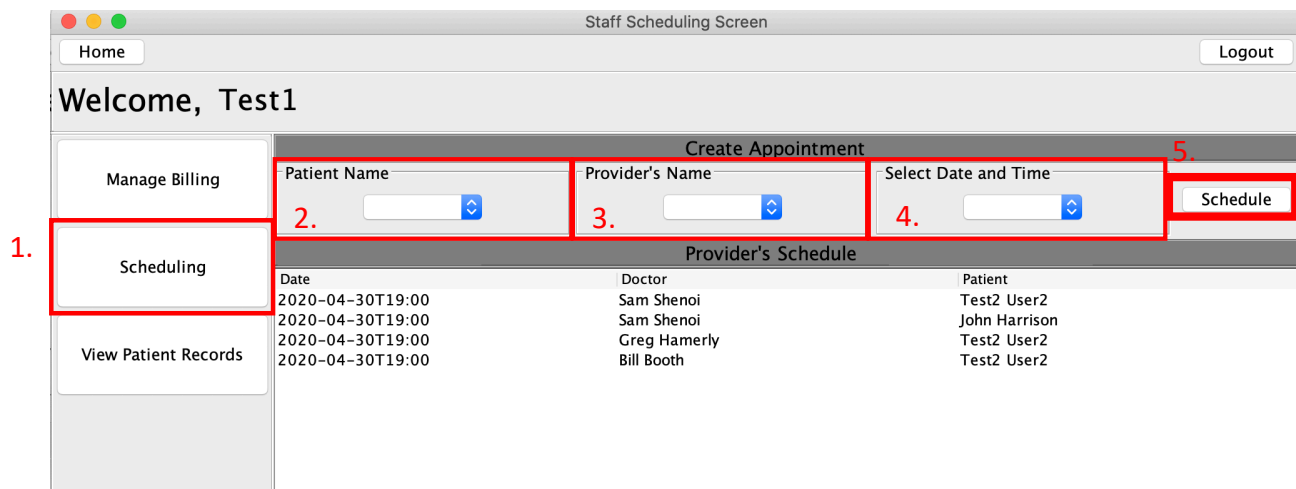 Staff Scheduling Screen
Home
Logout
Welcome, Test1
Manage Billing
1.
Scheduling
View Patient Records
Create Appointment
Patient Name
2.
Provider's Name
3.
Select Date and Time
4.
5.
Schedule
Provider's Schedule
Date Doctor Patient
2020-04-30T19:00 Sam Shenoi Test2 User2
2020-04-30T19:00 Sam Shenoi John Harrison
2020-04-30T19:00 Greg Hamerly Test2 User2
2020-04-30T19:00 Bill Booth Test2 User2